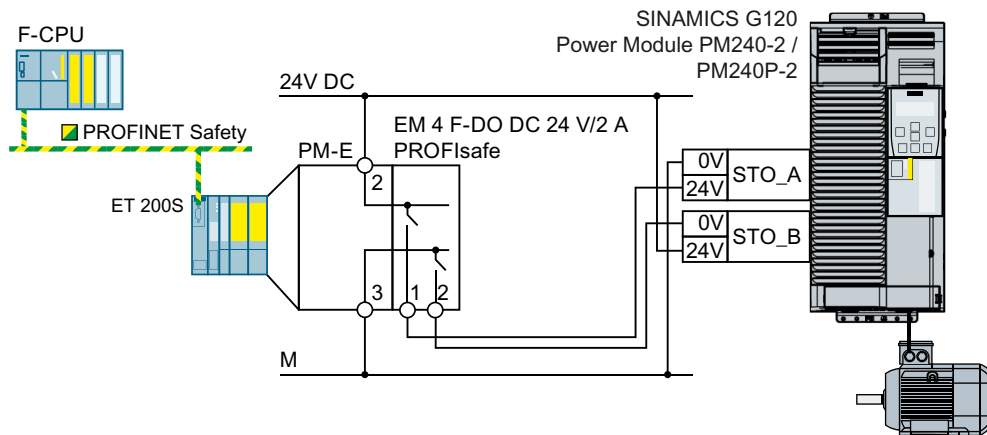 SINAMICS G120
Power Module PM240-2 /
PM240P-2
F-CPU
24V DC
PROFINET Safety
EM 4 F-DO DC 24 V/2 A
PROFIsafe
PM-E
2
0V
24V
STO_A
ET 200S
0V
24V
STO_B
3
1
2
M